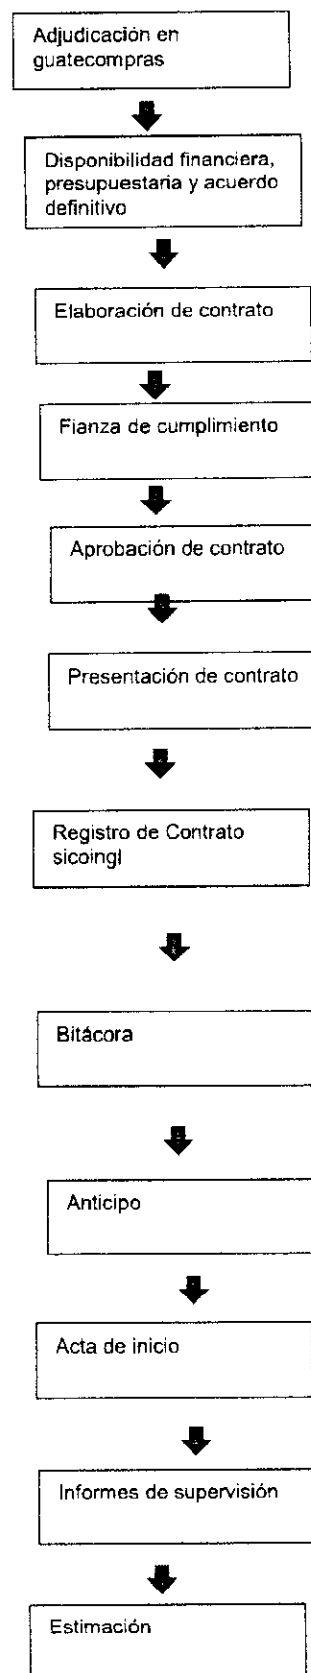 Adjudicación en
guatecompras
Disponibilidad financiera,
presupuestaria y acuerdo
definitivo
Elaboración de contrato
Fianza de cumplimiento
Aprobación de contrato
Presentación de contrato
Registro de Contrato
sicoingl
Bitácora
Anticipo
Acta de inicio
Informes de supervisión
Estimación